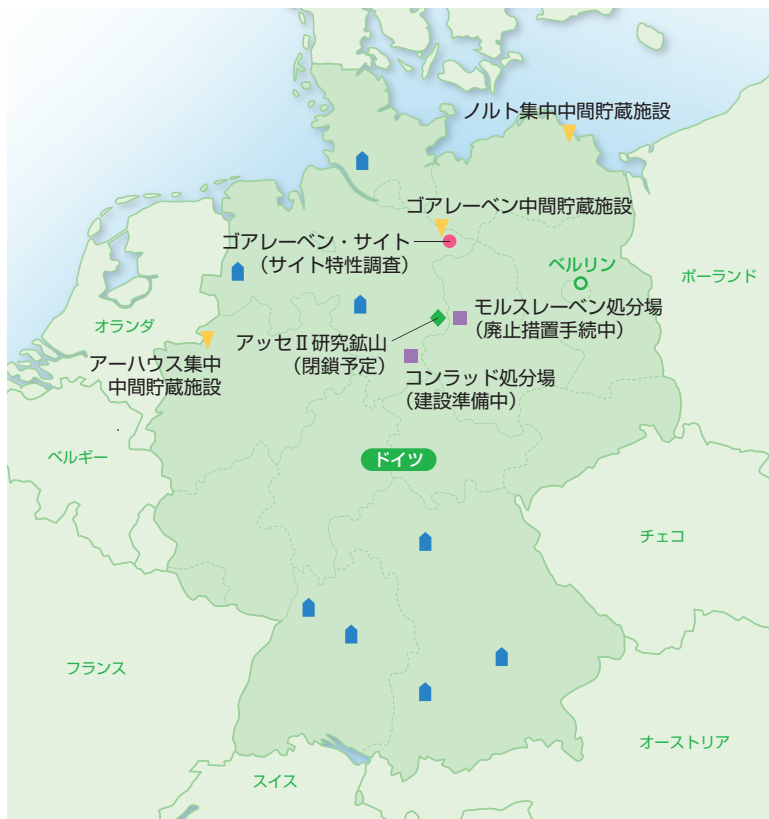 ノルト集中中間貯蔵施設
ゴアレーベン中間貯蔵施設
ゴアレーベン・サイト
（サイト特性調査）
ベルリン
ポーランド
オランダ
モルスレーベン処分場
（廃止措置手続中）
アッセⅡ研究鉱山
（閉鎖予定）
アーハウス集中
中間貯蔵施設
コンラッド処分場
（建設準備中）
ベルギー
ドイツ
チェコ
フランス
オーストリア
スイス